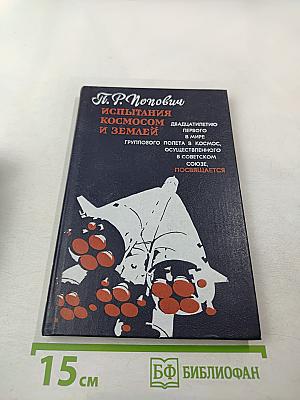 П. Р. Попович
ИСПЫТАНИЯ
КОСМОСОМ
И ЗЕМЛЕЙ
ДВАДЦАТИЛЕТИЮ
ПЕРВОГО
В МИРЕ
ГРУППОВОГО ПОЛЕТА В КОСМОС,
ОСУЩЕСТВЛЕННОГО
В СОВЕТСКОМ
СОЮЗЕ,
ПОСВЯЩАЕТСЯ
15 см
БФ БИБЛИОФАН